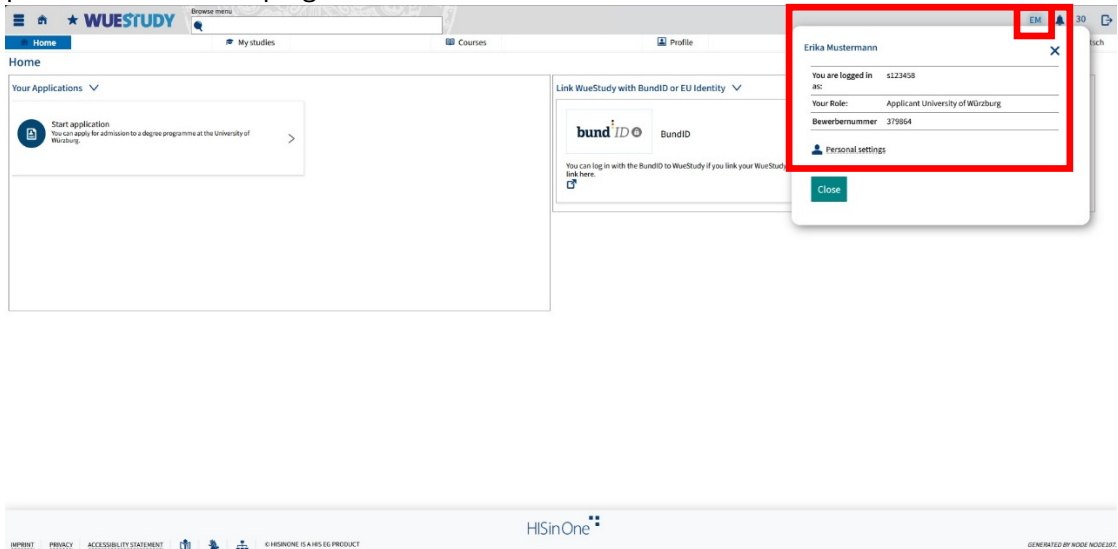 Browse menu
WUESTUDY
EM
30
Home
My studies
Courses
Profile
tsch
Home
Your Applications
Start application
You can apply for admission to a degree programme at the University of
Würzburg.
Link WueStudy with BundID or EU Identity
bundID
BundID
You can log in with the BundID to WueStudy if you link your WueStudy
link here.
Erika Mustermann
You are logged in
as:
s123458
Your Role: Applicant University of Würzburg
Bewerbernummer 379864
Personal settings
Close
HISinOne
IMPRINT PRIVACY ACCESSIBILITY STATEMENT © HISINONE IS A HIS EG PRODUCT
GENERATED BY NODE